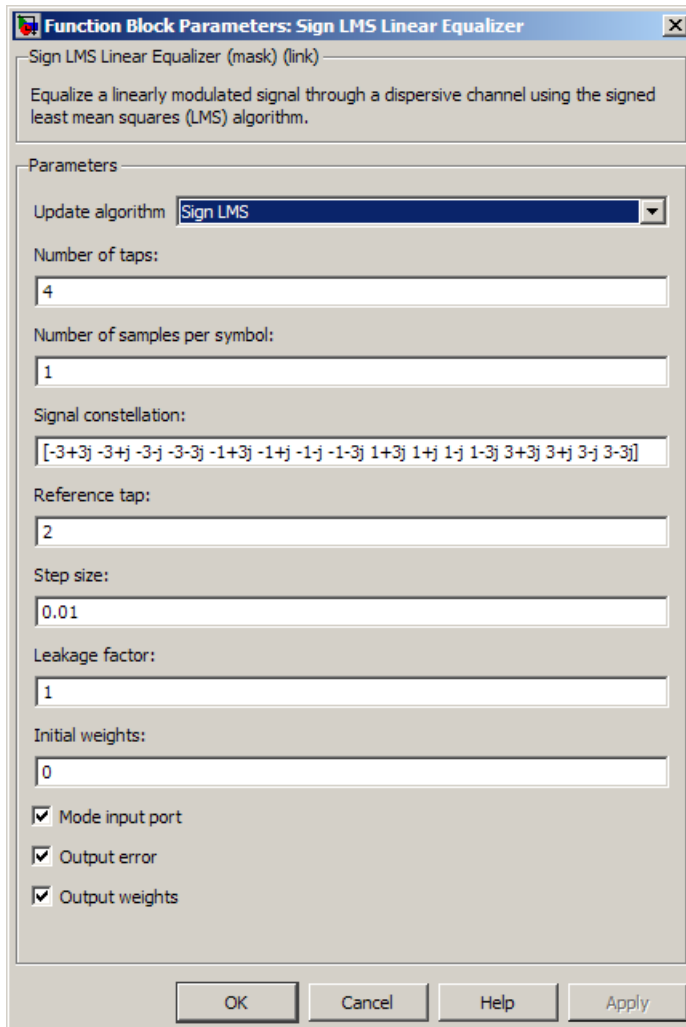 Function Block Parameters: Sign LMS Linear Equalizer
Sign LMS Linear Equalizer (mask) (link)
Equalize a linearly modulated signal through a dispersive channel using the signed
least mean squares (LMS) algorithm.
Parameters
Update algorithm Sign LMS
Number of taps:
4
Number of samples per symbol:
1
Signal constellation:
[-3+3j -3+j -3-j -3-3j -1+3j -1+j -1-j -1-3j 1+3j 1+j 1-j 1-3j 3+3j 3+j 3-j 3-3j]
Reference tap:
2
Step size:
0.01
Leakage factor:
1
Initial weights:
0
Mode input port
Output error
Output weights
OK Cancel Help Apply